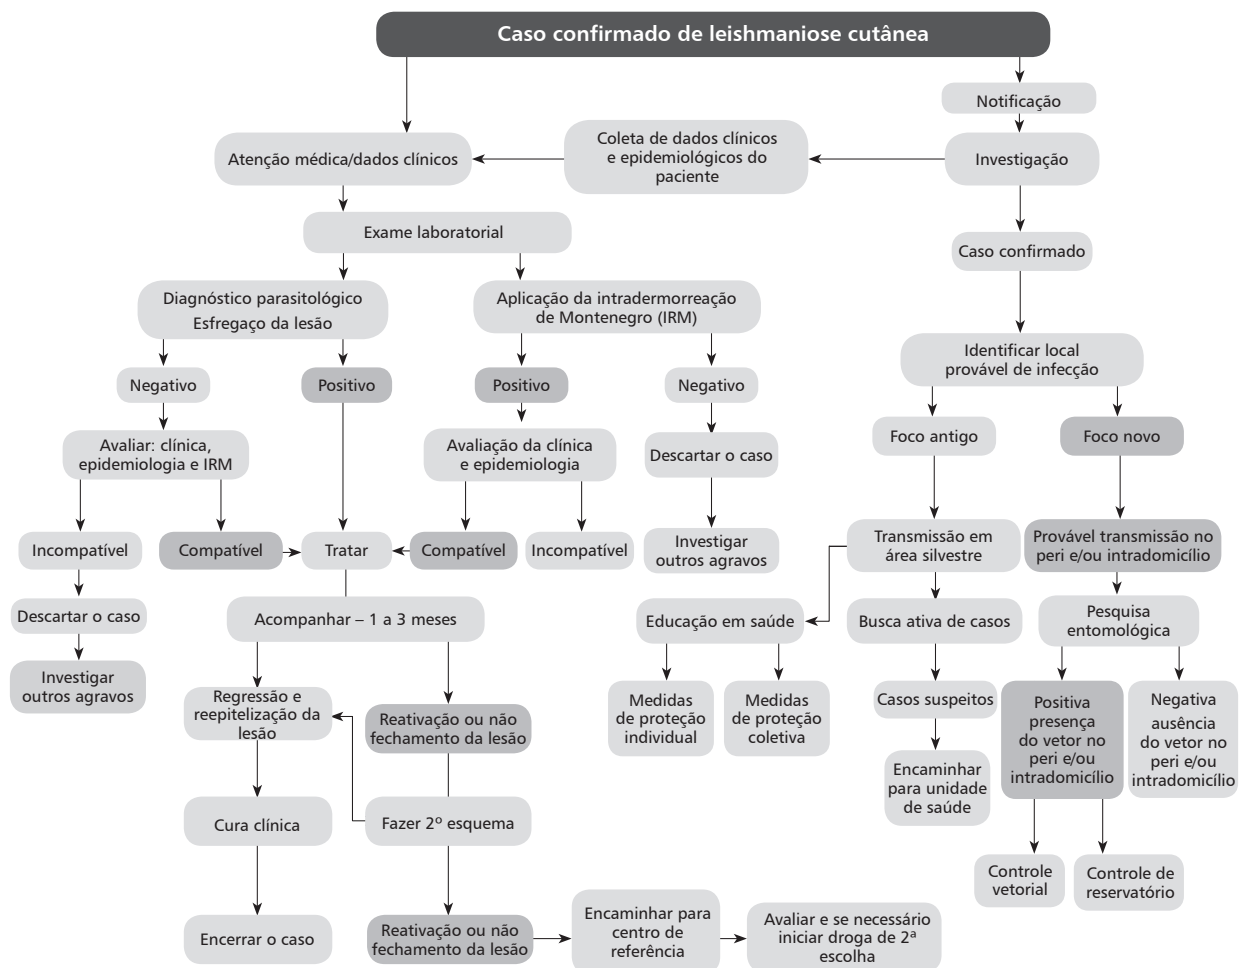 Caso confirmado de leishmaniose cutânea
Notificação
Coleta de dados clínicos
e epidemiológicos do
paciente
Atenção médica/dados clínicos
Investigação
Exame laboratorial
Caso confirmado
Diagnóstico parasitológico
Esfregaço da lesão
Aplicação da intradermorreação
de Montenegro (IRM)
Identificar local
provável de infecção
Negativo
Positivo
Positivo
Negativo
Foco antigo
Foco novo
Avaliar: clínica,
epidemiologia e IRM
Avaliação da clínica
e epidemiologia
Descartar o caso
Incompatível
Compatível
Tratar
Compatível
Incompatível
Investigar
outros agravos
Transmissão em
área silvestre
Provável transmissão no
peri e/ou intradomicílio
Descartar o caso
Acompanhar – 1 a 3 meses
Educação em saúde
Busca ativa de casos
Pesquisa
entomológica
Investigar
outros agravos
Regressão e
reepitelização da
lesão
Reativação ou não
fechamento da lesão
Medidas
de proteção
individual
Medidas
de proteção
coletiva
Casos suspeitos
Positiva
presença
do vetor no
peri e/ou
intradomicílio
Negativa
ausência
do vetor no
peri e/ou
intradomicílio
Encaminhar
para unidade
de saúde
Cura clínica
Fazer 2º esquema
Controle
vetorial
Controle de
reservatório
Encerrar o caso
Reativação ou não
fechamento da lesão
Encaminhar para
centro de
referência
Avaliar e se necessário
iniciar droga de 2ª
escolha